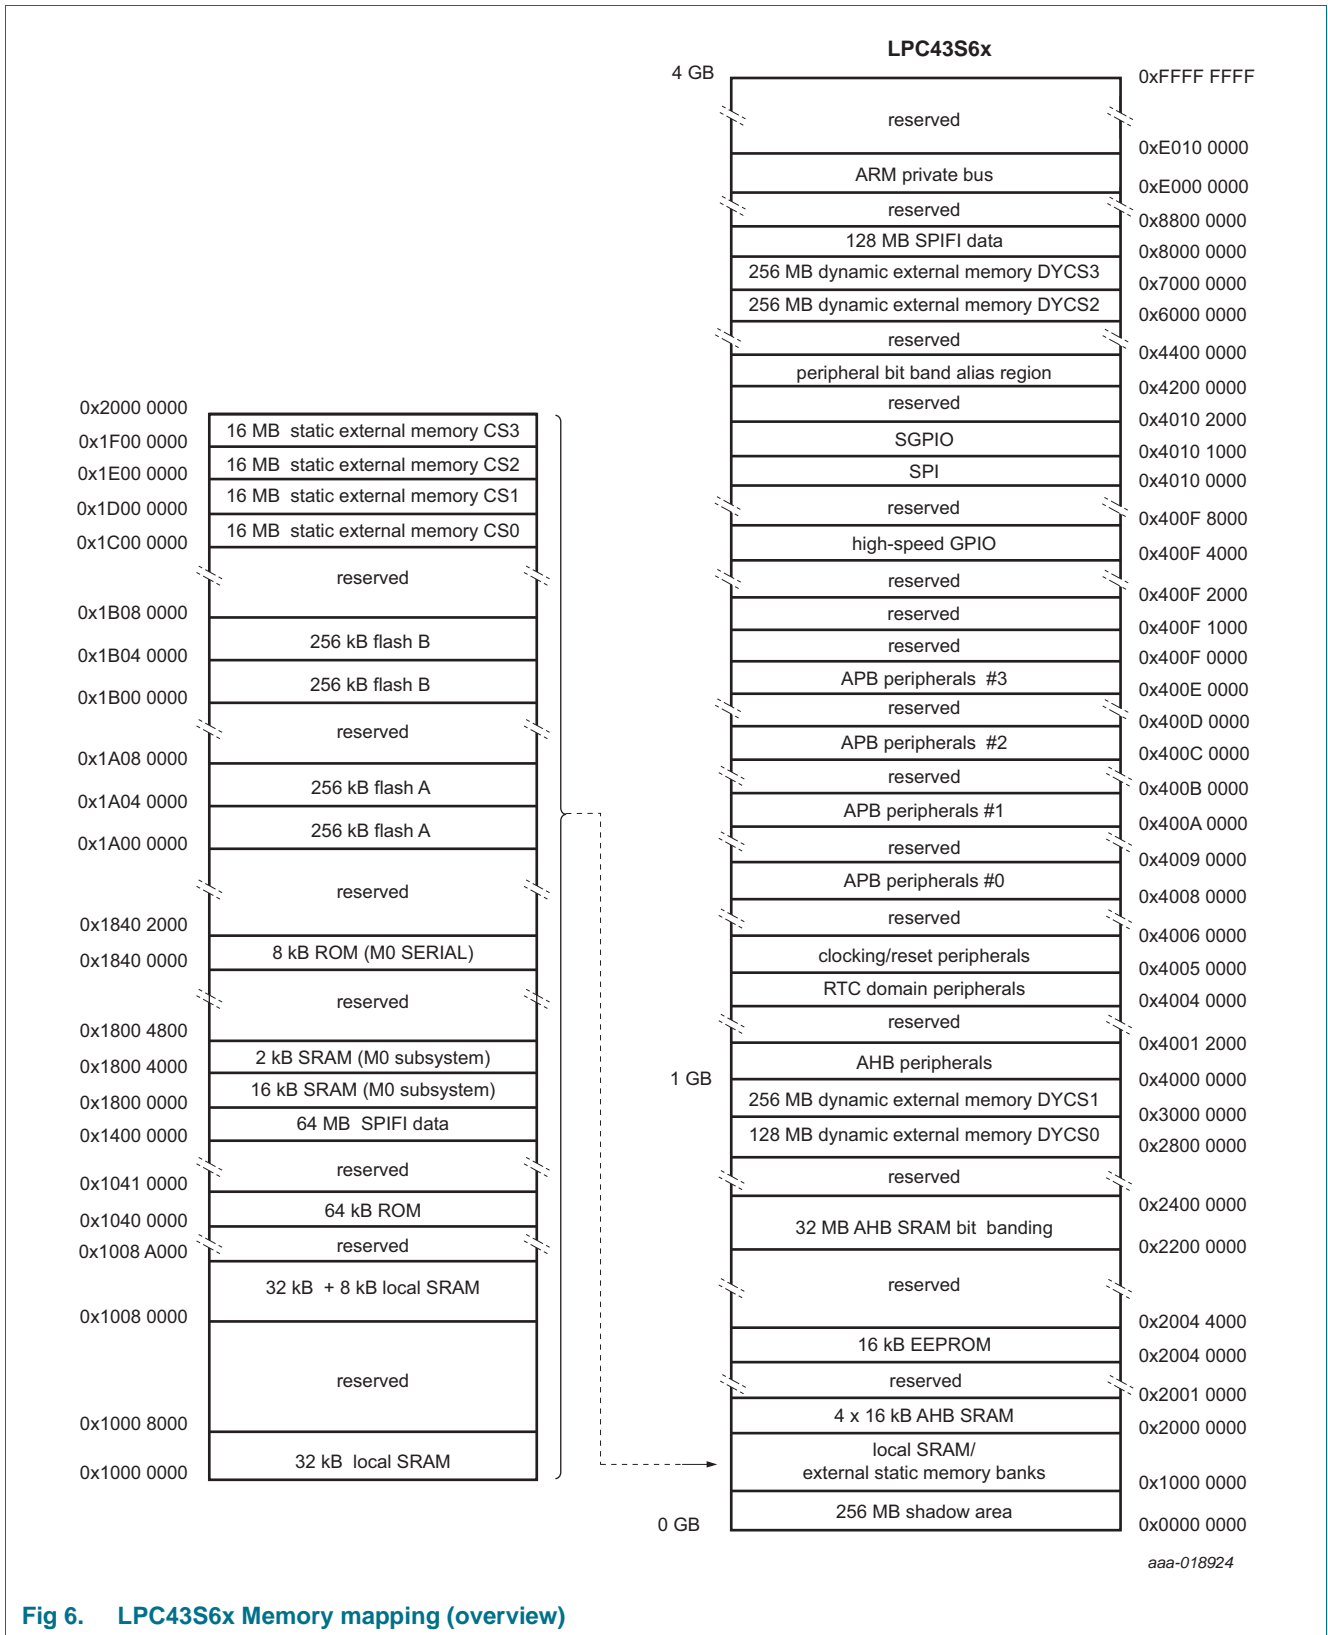 LPC43S6x
4 GB
0xFFFF FFFF
reserved
0xE010 0000
ARM private bus
0xE000 0000
reserved
0x8800 0000
128 MB SPIFI data
0x8000 0000
256 MB dynamic external memory DYCS3
0x7000 0000
256 MB dynamic external memory DYCS2
0x6000 0000
reserved
0x4400 0000
peripheral bit band alias region
0x4200 0000
reserved
0x4010 2000
SGPIO
0x4010 1000
SPI
0x4010 0000
reserved
0x400F 8000
high-speed GPIO
0x400F 4000
reserved
0x400F 2000
reserved
0x400F 1000
reserved
0x400F 0000
APB peripherals #3
0x400E 0000
reserved
0x400D 0000
APB peripherals #2
0x400C 0000
reserved
0x400B 0000
APB peripherals #1
0x400A 0000
reserved
0x4009 0000
APB peripherals #0
0x4008 0000
reserved
0x4006 0000
clocking/reset peripherals
0x4005 0000
RTC domain peripherals
0x4004 0000
reserved
0x4001 2000
AHB peripherals
1 GB
0x4000 0000
256 MB dynamic external memory DYCS1
0x3000 0000
128 MB dynamic external memory DYCS0
0x2800 0000
reserved
0x2400 0000
32 MB AHB SRAM bit banding
0x2200 0000
reserved
0x2004 4000
16 kB EEPROM
0x2004 0000
reserved
0x2001 0000
4 x 16 kB AHB SRAM
0x2000 0000
local SRAM/
external static memory banks
0x1000 0000
256 MB shadow area
0 GB
0x0000 0000
0x2000 0000
16 MB static external memory CS3
0x1F00 0000
16 MB static external memory CS2
0x1E00 0000
16 MB static external memory CS1
0x1D00 0000
16 MB static external memory CS0
0x1C00 0000
reserved
0x1B08 0000
256 kB flash B
0x1B04 0000
256 kB flash B
0x1B00 0000
reserved
0x1A08 0000
256 kB flash A
0x1A04 0000
256 kB flash A
0x1A00 0000
reserved
0x1840 2000
8 kB ROM (M0 SERIAL)
0x1840 0000
reserved
0x1800 4800
2 kB SRAM (M0 subsystem)
0x1800 4000
16 kB SRAM (M0 subsystem)
0x1800 0000
64 MB SPIFI data
0x1400 0000
reserved
0x1041 0000
64 kB ROM
0x1040 0000
reserved
0x1008 A000
32 kB + 8 kB local SRAM
0x1008 0000
reserved
0x1000 8000
32 kB local SRAM
0x1000 0000
aaa-018924
Fig 6. LPC43S6x Memory mapping (overview)